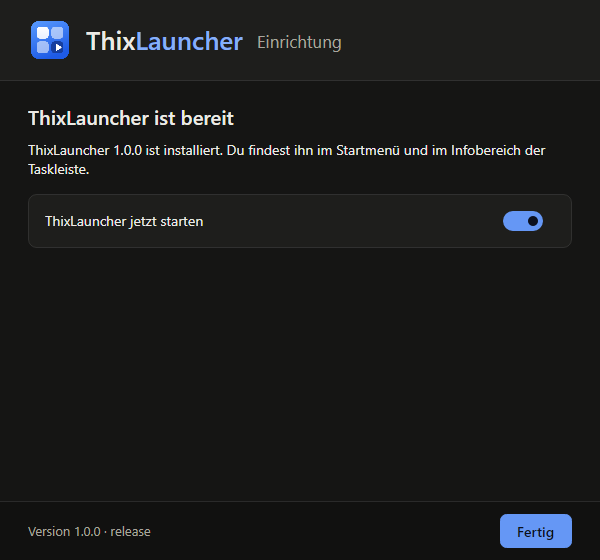 ThixLauncher Einrichtung
ThixLauncher ist bereit
ThixLauncher 1.0.0 ist installiert. Du findest ihn im Startmenü und im Infobereich der
Taskleiste.
ThixLauncher jetzt starten
Version 1.0.0 · release
Fertig